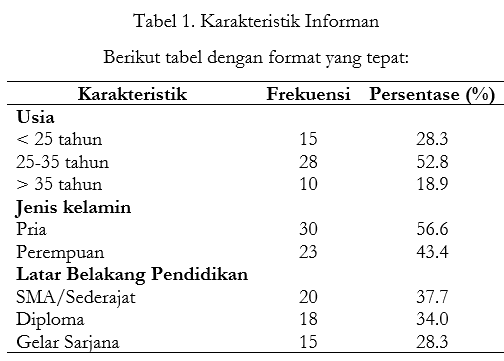 Tabel 1. Karakteristik Informan
Berikut tabel dengan format yang tepat:
Karakteristik Frekuensi Persentase (%)
Usia
< 25 tahun 15 28.3
25-35 tahun 28 52.8
> 35 tahun 10 18.9
Jenis kelamin
Pria 30 56.6
Perempuan 23 43.4
Latar Belakang Pendidikan
SMA/Sederajat 20 37.7
Diploma 18 34.0
Gelar Sarjana 15 28.3